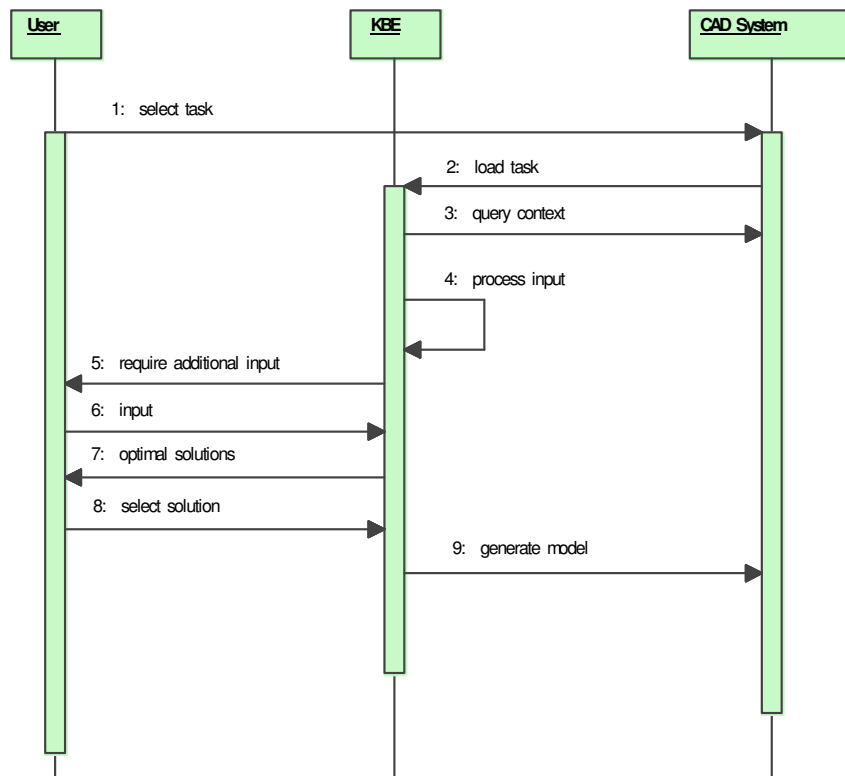 User
KBE
CAD System
1: select task
2: load task
3: query context
4: process input
5: require additional input
6: input
7: optimal solutions
8: select solution
9: generate model